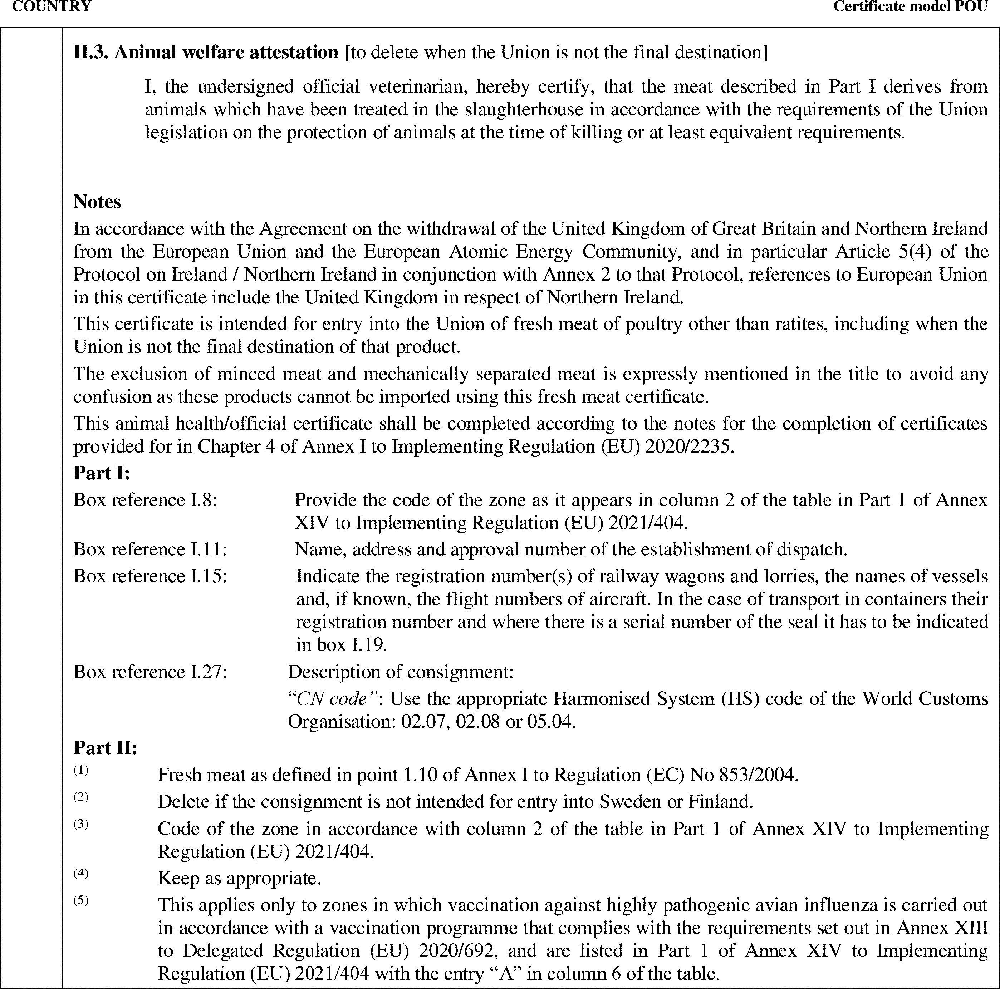 COUNTRY Certificate model POU
II.3. Animal welfare attestation [to delete when the Union is not the final destination]
I, the undersigned official veterinarian, hereby certify, that the meat described in Part I derives from
animals which have been treated in the slaughterhouse in accordance with the requirements of the Union
legislation on the protection of animals at the time of killing or at least equivalent requirements.
Notes
In accordance with the Agreement on the withdrawal of the United Kingdom of Great Britain and Northern Ireland
from the European Union and the European Atomic Energy Community, and in particular Article 5(4) of the
Protocol on Ireland / Northern Ireland in conjunction with Annex 2 to that Protocol, references to European Union
in this certificate include the United Kingdom in respect of Northern Ireland.
This certificate is intended for entry into the Union of fresh meat of poultry other than ratites, including when the
Union is not the final destination of that product.
The exclusion of minced meat and mechanically separated meat is expressly mentioned in the title to avoid any
confusion as these products cannot be imported using this fresh meat certificate.
This animal health/official certificate shall be completed according to the notes for the completion of certificates
provided for in Chapter 4 of Annex I to Implementing Regulation (EU) 2020/2235.
Part I:
Box reference I.8: Provide the code of the zone as it appears in column 2 of the table in Part 1 of Annex
XIV to Implementing Regulation (EU) 2021/404.
Box reference I.11: Name, address and approval number of the establishment of dispatch.
Box reference I.15: Indicate the registration number(s) of railway wagons and lorries, the names of vessels
and, if known, the flight numbers of aircraft. In the case of transport in containers their
registration number and where there is a serial number of the seal it has to be indicated
in box I.19.
Box reference I.27: Description of consignment:
“CN code”: Use the appropriate Harmonised System (HS) code of the World Customs
Organisation: 02.07, 02.08 or 05.04.
Part II:
(1) Fresh meat as defined in point 1.10 of Annex I to Regulation (EC) No 853/2004.
(2) Delete if the consignment is not intended for entry into Sweden or Finland.
(3) Code of the zone in accordance with column 2 of the table in Part 1 of Annex XIV to Implementing
Regulation (EU) 2021/404.
(4) Keep as appropriate.
(5) This applies only to zones in which vaccination against highly pathogenic avian influenza is carried out
in accordance with a vaccination programme that complies with the requirements set out in Annex XIII
to Delegated Regulation (EU) 2020/692, and are listed in Part 1 of Annex XIV to Implementing
Regulation (EU) 2021/404 with the entry “A” in column 6 of the table.